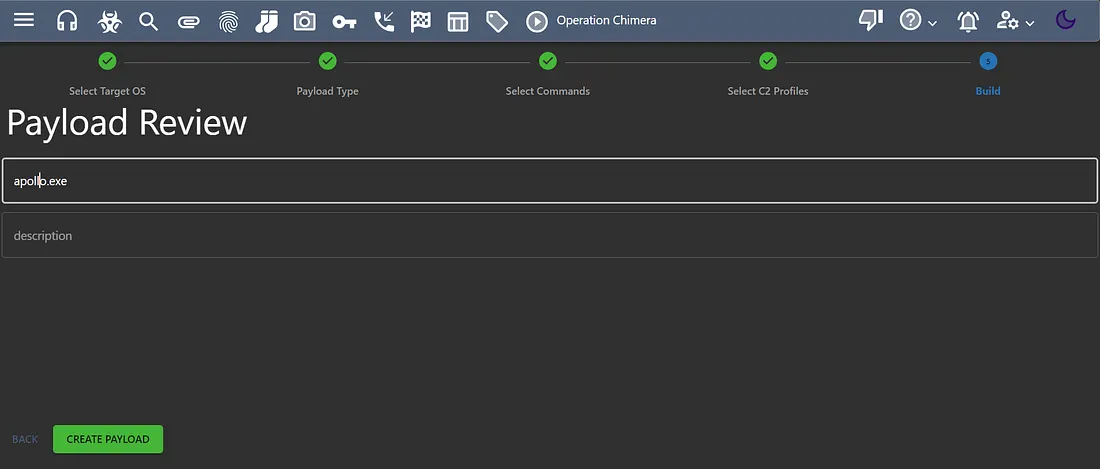 Operation Chimera
Select Target OS
Payload Type
Select Commands
Select C2 Profiles
5
Build
Payload Review
apollo.exe
description
BACK
CREATE PAYLOAD